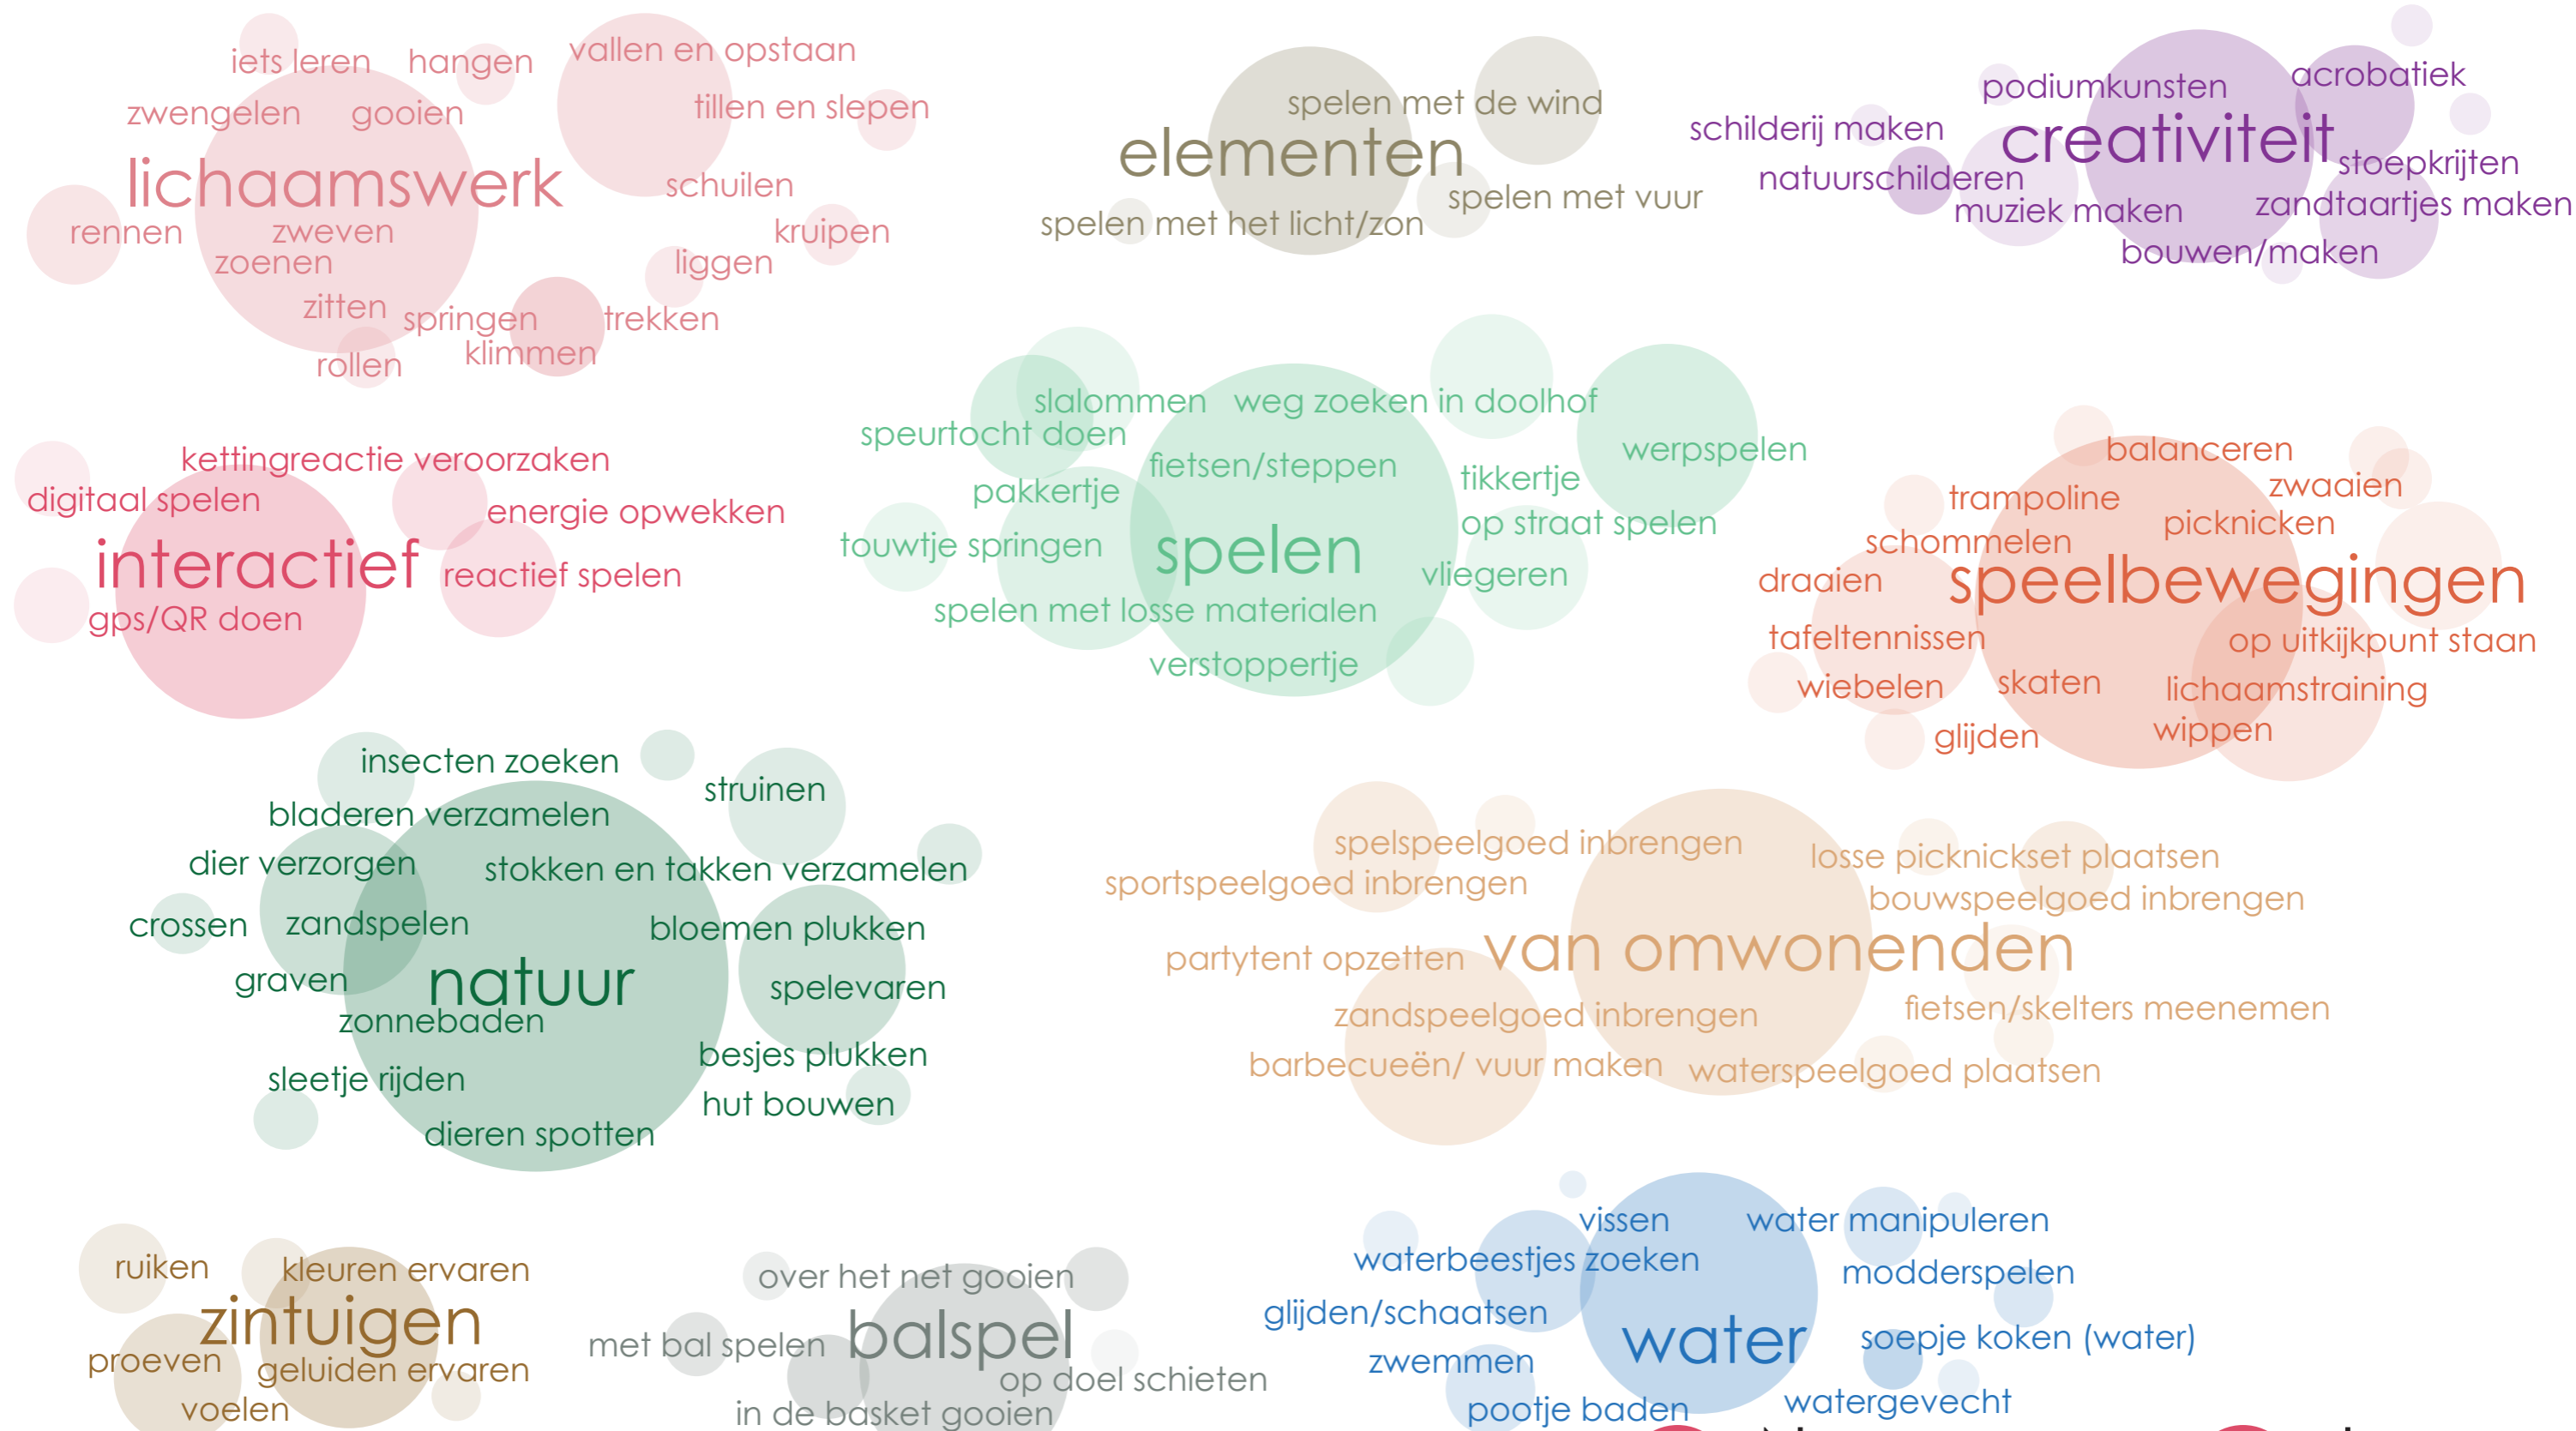 iets leren
hangen
vallen en opstaan
zwengelen
gooien
tillen en slepen
lichaamswerk
schuilen
rennen
zweven
kruipen
zoenen
liggen
zitten
springen
trekken
klimmen
rollen
spelen met de wind
elementen
spelen met vuur
spelen met het licht/zon
podiumkunsten
acrobatiek
schilderij maken
creativiteit
stoepkrijten
natuurschilderen
muziek maken
zandtaartjes maken
bouwen/maken
kettingreactie veroorzaken
digitaal spelen
energie opwekken
interactief
reactief spelen
gps/QR doen
slalommen
weg zoeken in doolhof
speurtocht doen
werpspelen
fietsen/steppen
tikkertje
pakkertje
op straat spelen
touwtje springen
spelen
vliegeren
spelen met losse materialen
verstoppertje
balanceren
zwaaien
trampoline
picknicken
schommelen
draaien
speelbewegingen
tafeltennissen
op uitkijkpunt staan
wiebelen
skaten
lichaamstraining
glijden
wippen
insecten zoeken
struinen
bladeren verzamelen
dier verzorgen
stokken en takken verzamelen
crossen
zandspelen
bloemen plukken
graven
natuur
spelevaren
zonnebaden
besjes plukken
sleetje rijden
hut bouwen
dieren spotten
spelspeelgoed inbrengen
losse picknickset plaatsen
sportspeelgoed inbrengen
bouwspeelgoed inbrengen
partytent opzetten
van omwonenden
zandspeelgoed inbrengen
fietsen/skelters meenemen
barbecueën/ vuur maken
waterspeelgoed plaatsen
ruiken
kleuren ervaren
zintuigen
proeven
geluiden ervaren
voelen
over het net gooien
met bal spelen
balspel
op doel schieten
in de basket gooien
vissen
water manipuleren
waterbeestjes zoeken
modderspelen
glijden/schaatsen
water
soepje koken (water)
zwemmen
pootje baden
watergevecht